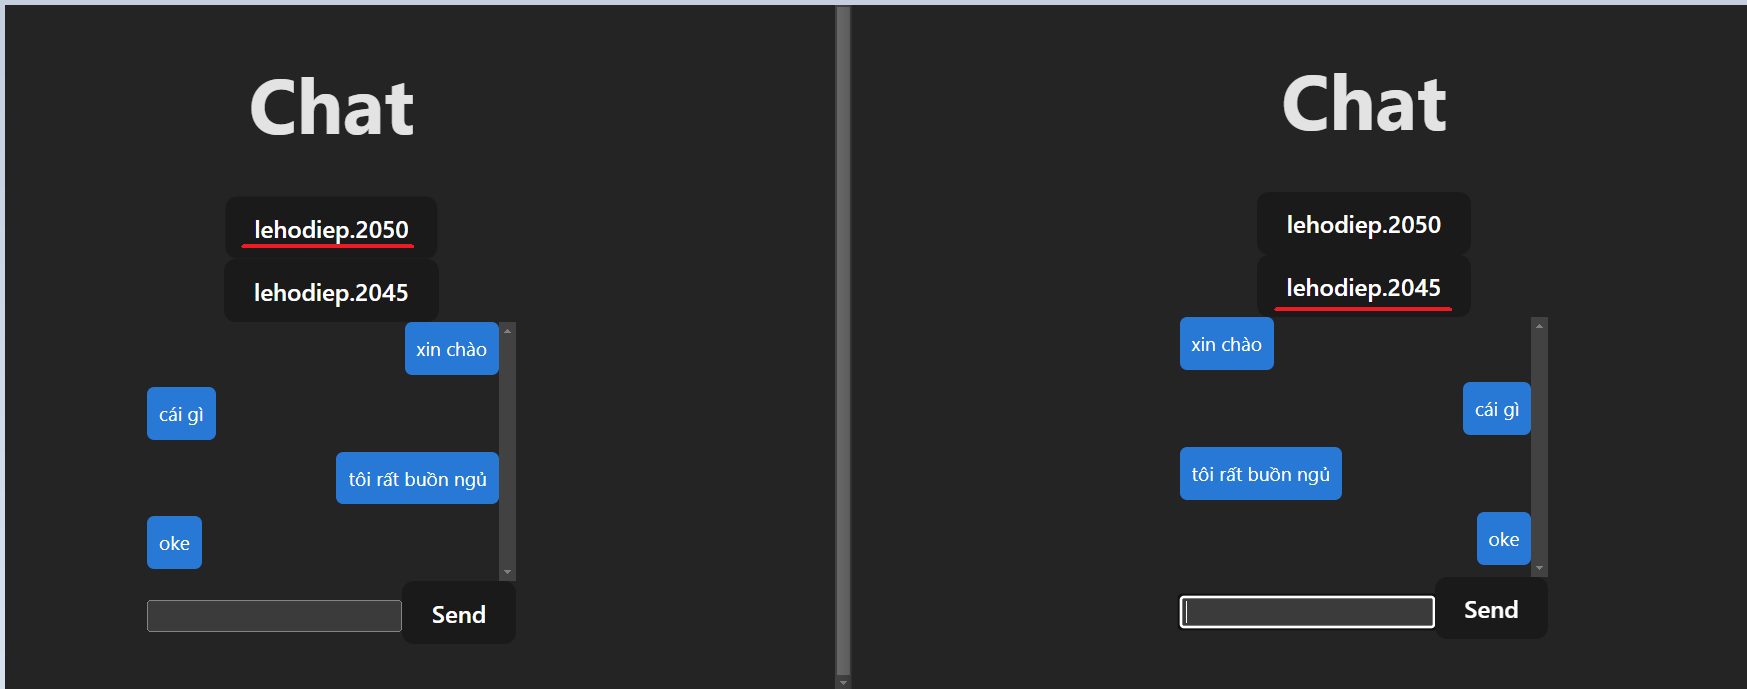 Chat
lehodiep.2050
lehodiep.2045
xin chào
cái gì
tôi rất buồn ngủ
oke
Send
Chat
lehodiep.2050
lehodiep.2045
xin chào
cái gì
tôi rất buồn ngủ
oke
Send